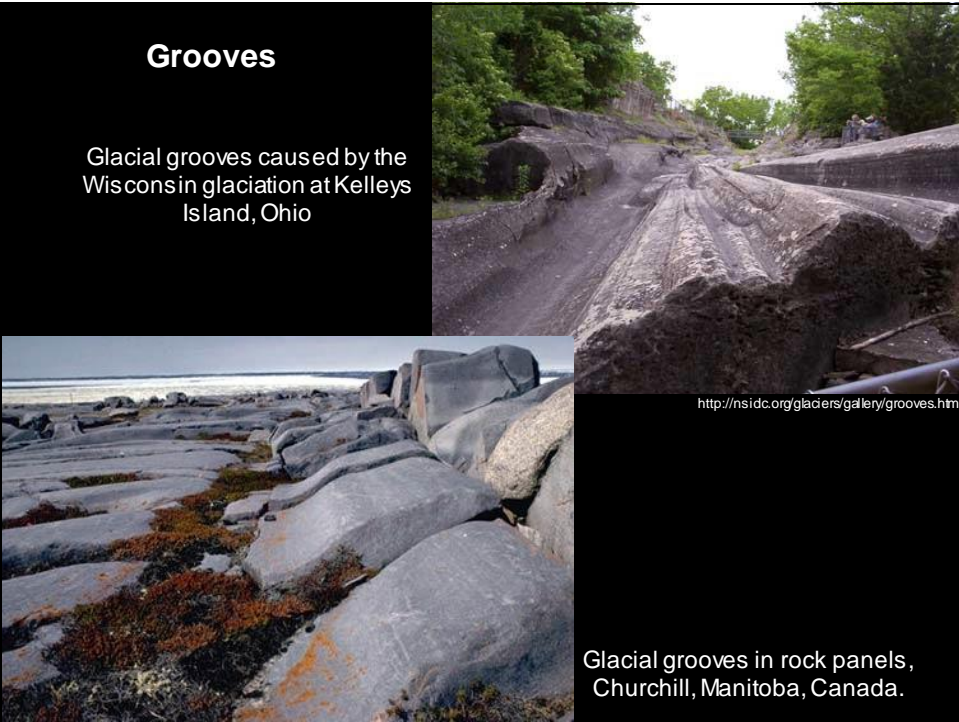 Grooves
Glacial grooves caused by the
Wisconsin glaciation at Kelleys
Island, Ohio
http://nsidc.org/glaciers/gallery/grooves.htm
Glacial grooves in rock panels,
Churchill, Manitoba, Canada.